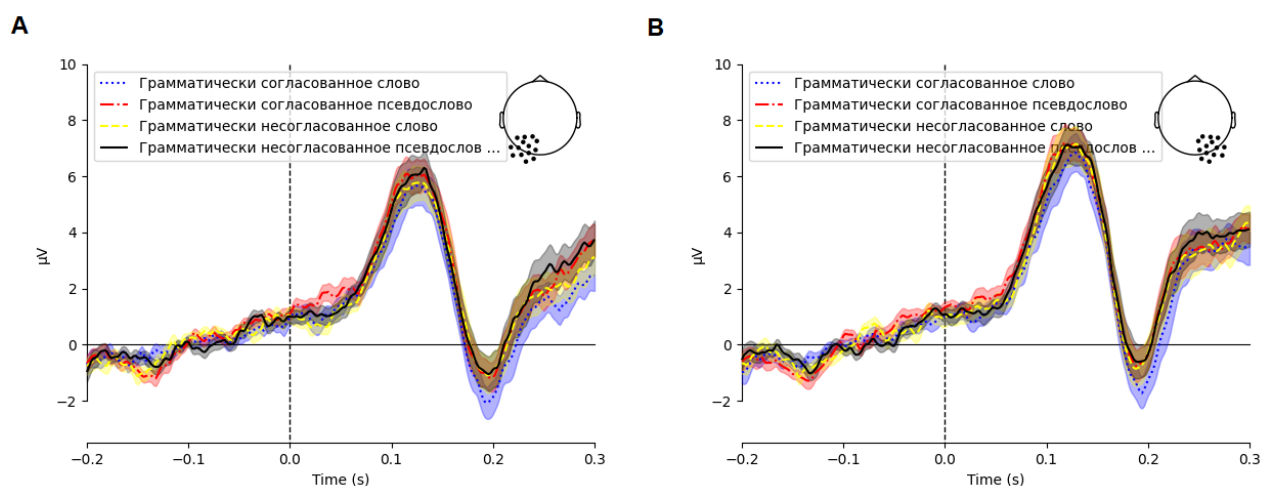 A
10
8
6
4
2
0
−2
µV
Грамматически согласованное слово
Грамматически согласованное псевдослово
Грамматически несогласованное слово
Грамматически несогласованное псевдослов ...
−0.2 −0.1 0.0 0.1 0.2 0.3
Time (s)
B
10
8
6
4
2
0
−2
µV
Грамматически согласованное слово
Грамматически согласованное псевдослово
Грамматически несогласованное слово
Грамматически несогласованное псевдослов ...
−0.2 −0.1 0.0 0.1 0.2 0.3
Time (s)